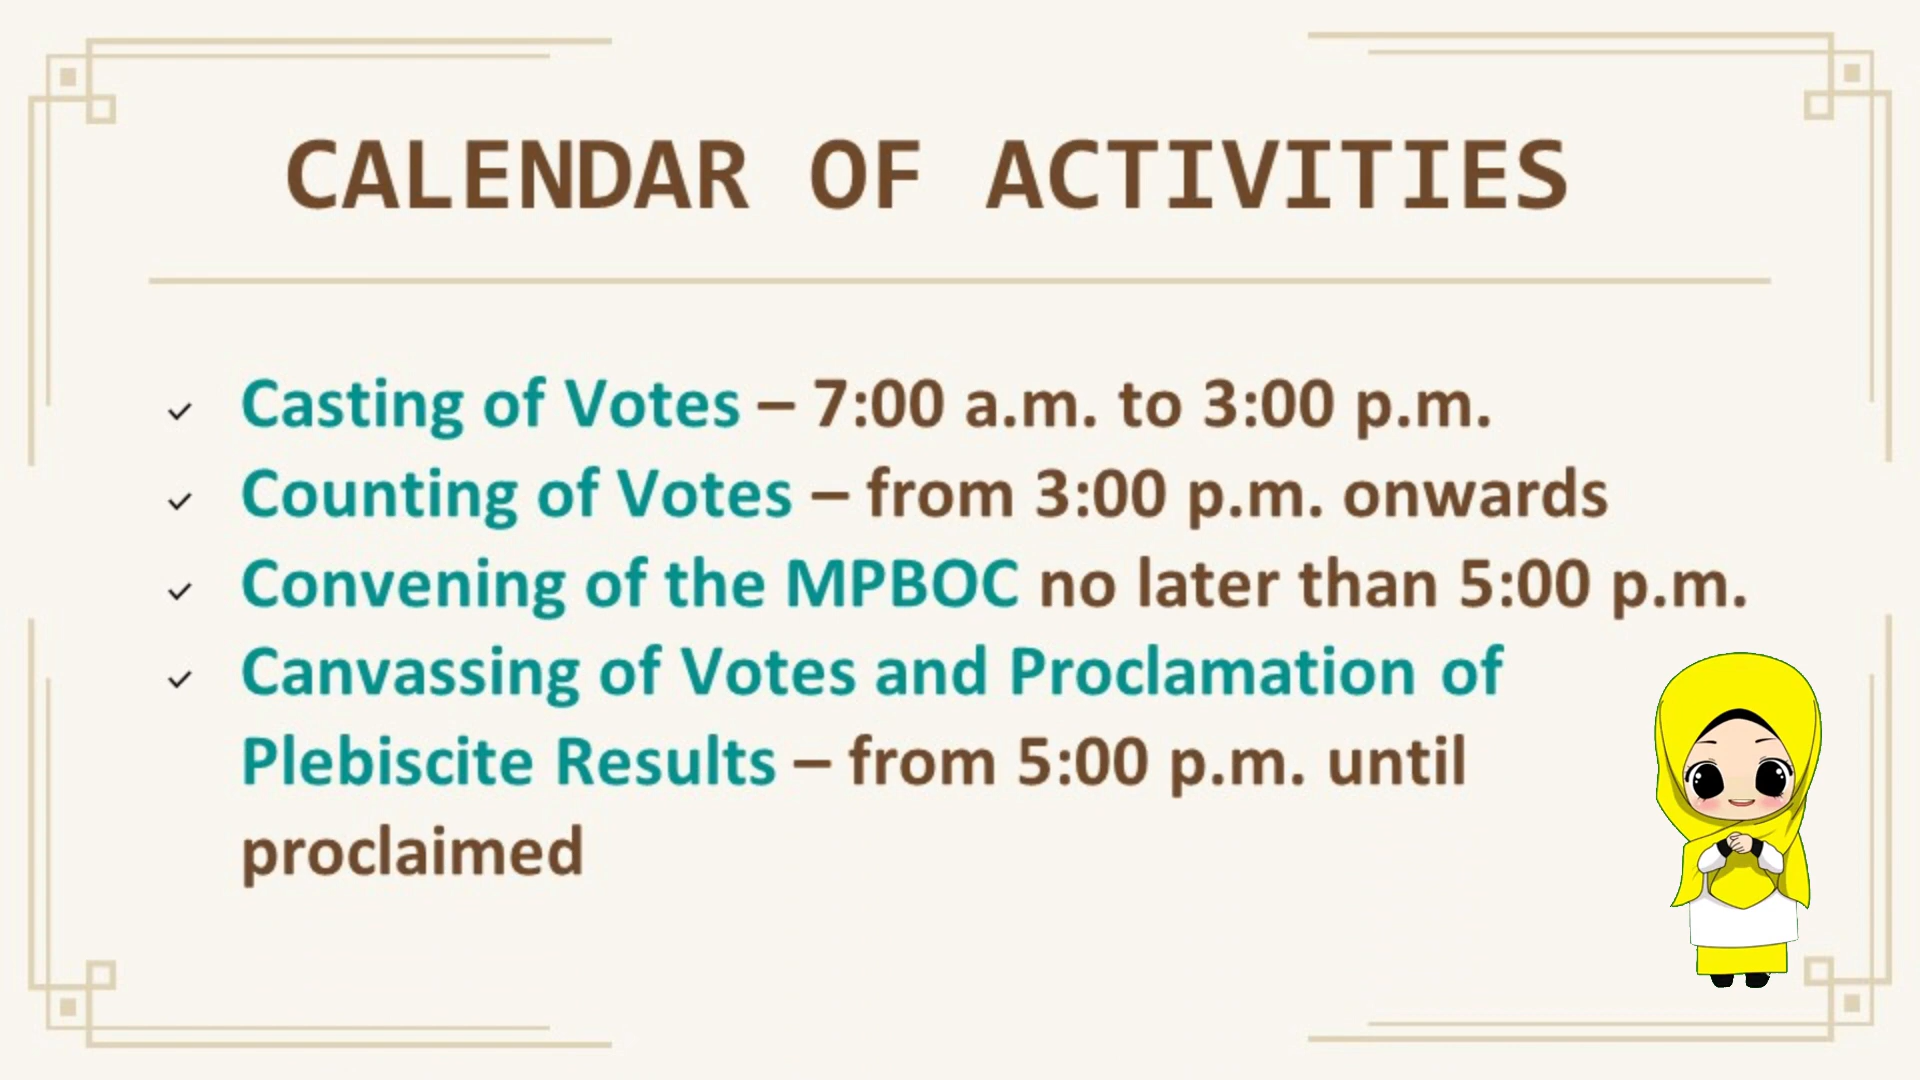 CALENDAR OF ACTIVITIES
Casting of Votes – 7:00 a.m. to 3:00 p.m.
Counting of Votes – from 3:00 p.m. onwards
Convening of the MPBOC no later than 5:00 p.m.
Canvassing of Votes and Proclamation of
Plebiscite Results – from 5:00 p.m. until
proclaimed